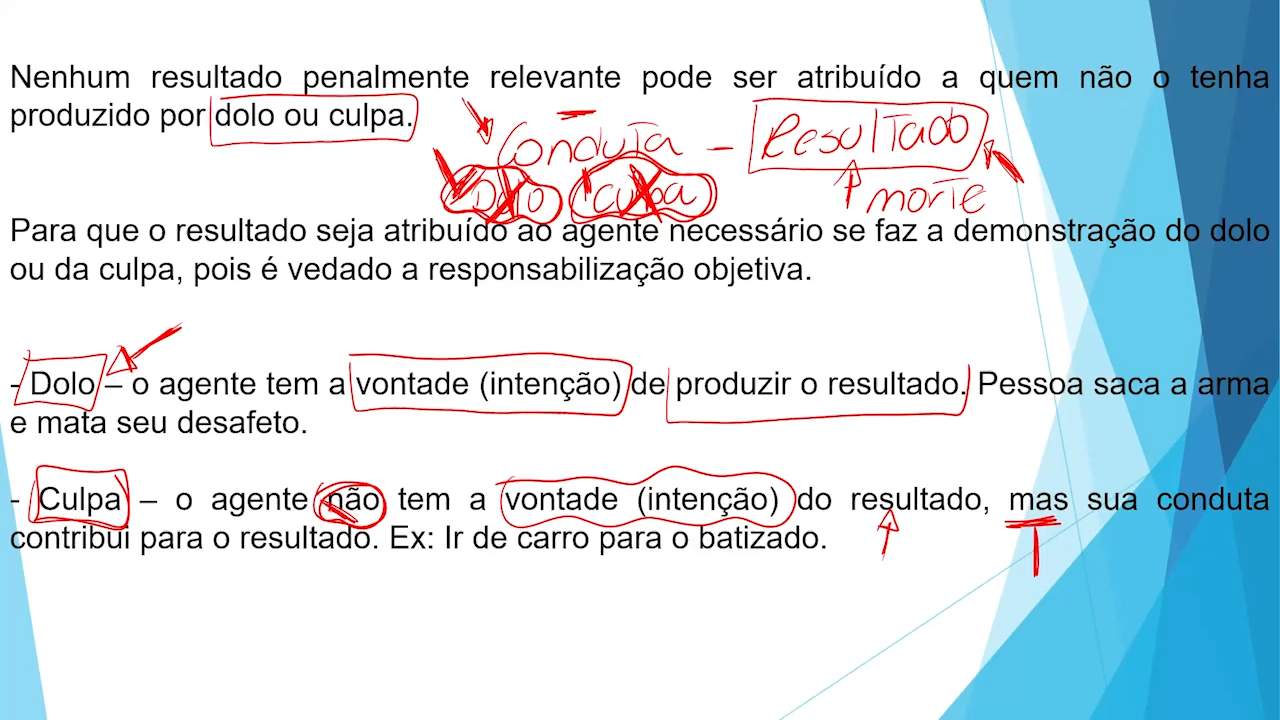 Nenhum resultado penalmente relevante pode ser atribuído a quem não o tenha
produzido por dolo ou culpa.
Conduta - Resultado
Dolo culpa morte
Para que o resultado seja atribuído ao agente necessário se faz a demonstração do dolo
ou da culpa, pois é vedado a responsabilização objetiva.
- Dolo – o agente tem a vontade (intenção) de produzir o resultado. Pessoa saca a arma
e mata seu desafeto.
- Culpa – o agente não tem a vontade (intenção) do resultado, mas sua conduta
contribui para o resultado. Ex: Ir de carro para o batizado.